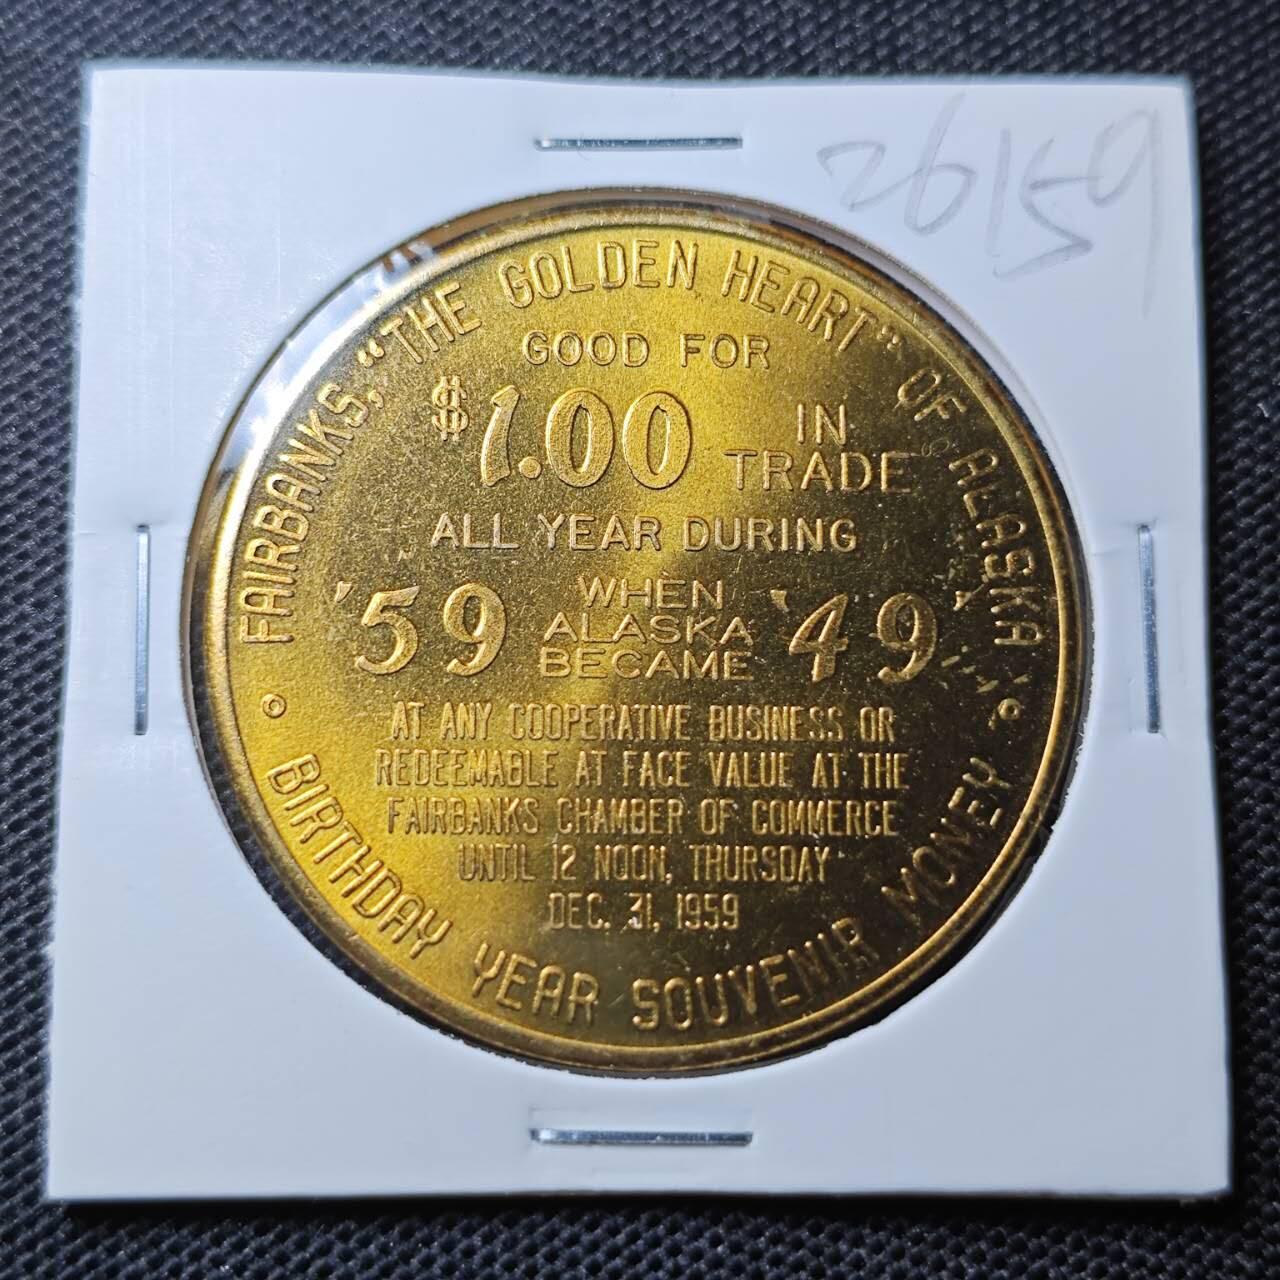 26159
FAIRBANKS, "THE GOLDEN HEART" OF ALASKA
GOOD FOR
$1.00 IN TRADE
ALL YEAR DURING
'59 WHEN ALASKA BECAME '49
AT ANY COOPERATIVE BUSINESS OR
REDEEMABLE AT FACE VALUE AT THE
FAIRBANKS CHAMBER OF COMMERCE
UNTIL 12 NOON, THURSDAY
DEC. 31, 1959
BIRTHDAY YEAR SOUVENIR MONEY